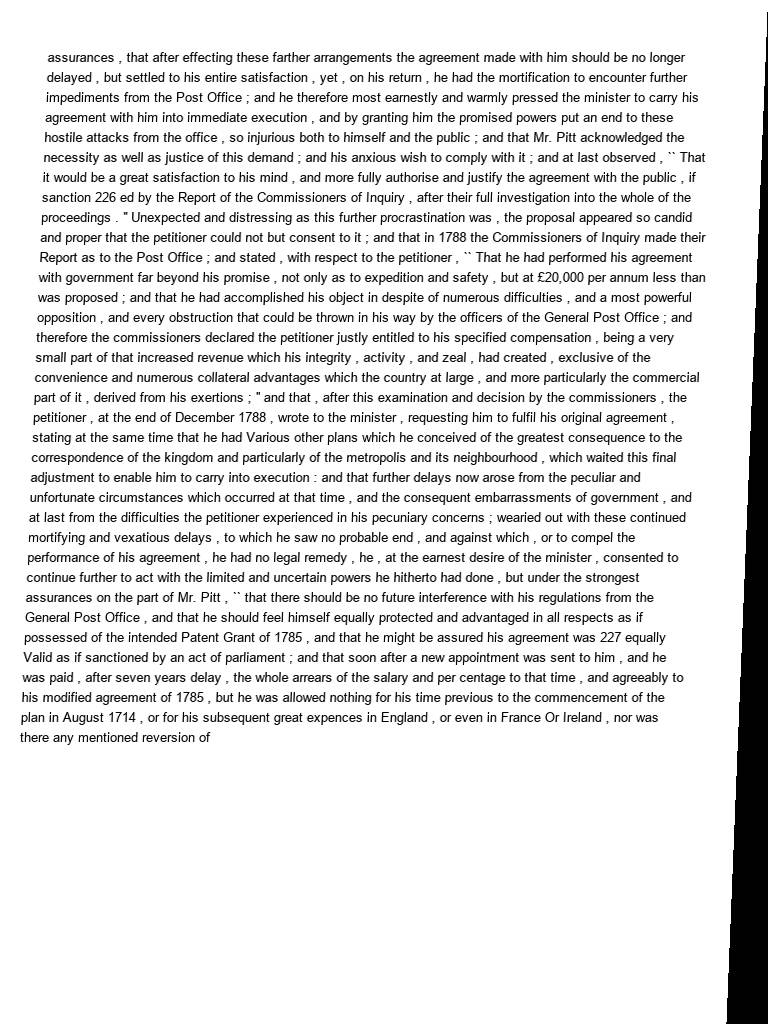 assurances , that after effecting these farther arrangements the agreement made with him should be no longer
delayed , but settled to his entire satisfaction , yet , on his return , he had the mortification to encounter further
impediments from the Post Office ; and he therefore most earnestly and warmly pressed the minister to carry his
agreement with him into immediate execution , and by granting him the promised powers put an end to these
hostile attacks from the office , so injurious both to himself and the public ; and that Mr. Pitt acknowledged the
necessity as well as justice of this demand ; and his anxious wish to comply with it ; and at last observed , `` That
it would be a great satisfaction to his mind , and more fully authorise and justify the agreement with the public , if
sanction 226 ed by the Report of the Commissioners of Inquiry , after their full investigation into the whole of the
proceedings . '' Unexpected and distressing as this further procrastination was , the proposal appeared so candid
and proper that the petitioner could not but consent to it ; and that in 1788 the Commissioners of Inquiry made their
Report as to the Post Office ; and stated , with respect to the petitioner , `` That he had performed his agreement
with government far beyond his promise , not only as to expedition and safety , but at £20,000 per annum less than
was proposed ; and that he had accomplished his object in despite of numerous difficulties , and a most powerful
opposition , and every obstruction that could be thrown in his way by the officers of the General Post Office ; and
therefore the commissioners declared the petitioner justly entitled to his specified compensation , being a very
small part of that increased revenue which his integrity , activity , and zeal , had created , exclusive of the
convenience and numerous collateral advantages which the country at large , and more particularly the commercial
part of it , derived from his exertions ; '' and that , after this examination and decision by the commissioners , the
petitioner , at the end of December 1788 , wrote to the minister , requesting him to fulfil his original agreement ,
stating at the same time that he had Various other plans which he conceived of the greatest consequence to the
correspondence of the kingdom and particularly of the metropolis and its neighbourhood , which waited this final
adjustment to enable him to carry into execution : and that further delays now arose from the peculiar and
unfortunate circumstances which occurred at that time , and the consequent embarrassments of government , and
at last from the difficulties the petitioner experienced in his pecuniary concerns ; wearied out with these continued
mortifying and vexatious delays , to which he saw no probable end , and against which , or to compel the
performance of his agreement , he had no legal remedy , he , at the earnest desire of the minister , consented to
continue further to act with the limited and uncertain powers he hitherto had done , but under the strongest
assurances on the part of Mr. Pitt , `` that there should be no future interference with his regulations from the
General Post Office , and that he should feel himself equally protected and advantaged in all respects as if
possessed of the intended Patent Grant of 1785 , and that he might be assured his agreement was 227 equally
Valid as if sanctioned by an act of parliament ; and that soon after a new appointment was sent to him , and he
was paid , after seven years delay , the whole arrears of the salary and per centage to that time , and agreeably to
his modified agreement of 1785 , but he was allowed nothing for his time previous to the commencement of the
plan in August 1714 , or for his subsequent great expences in England , or even in France Or Ireland , nor was
there any mentioned reversion of